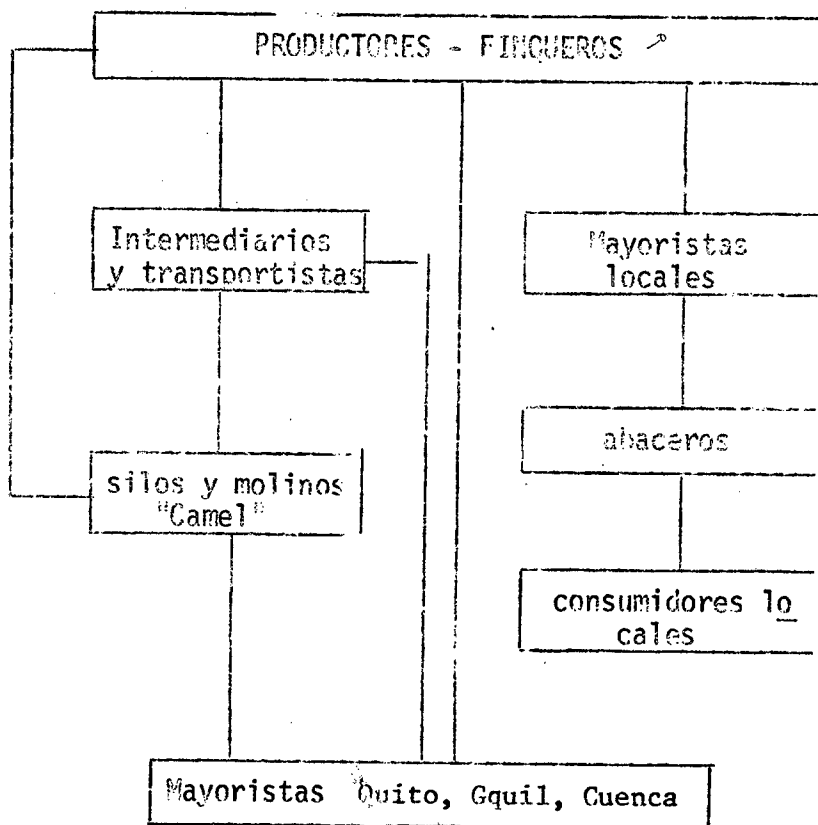 PRODUCTORES - FINQUEROS
Intermediarios
y transportistas
Mayoristas
locales
abaceros
silos y molinos
"Camel"
consumidores lo
cales
Mayoristas Quito, Gquil, Cuenca